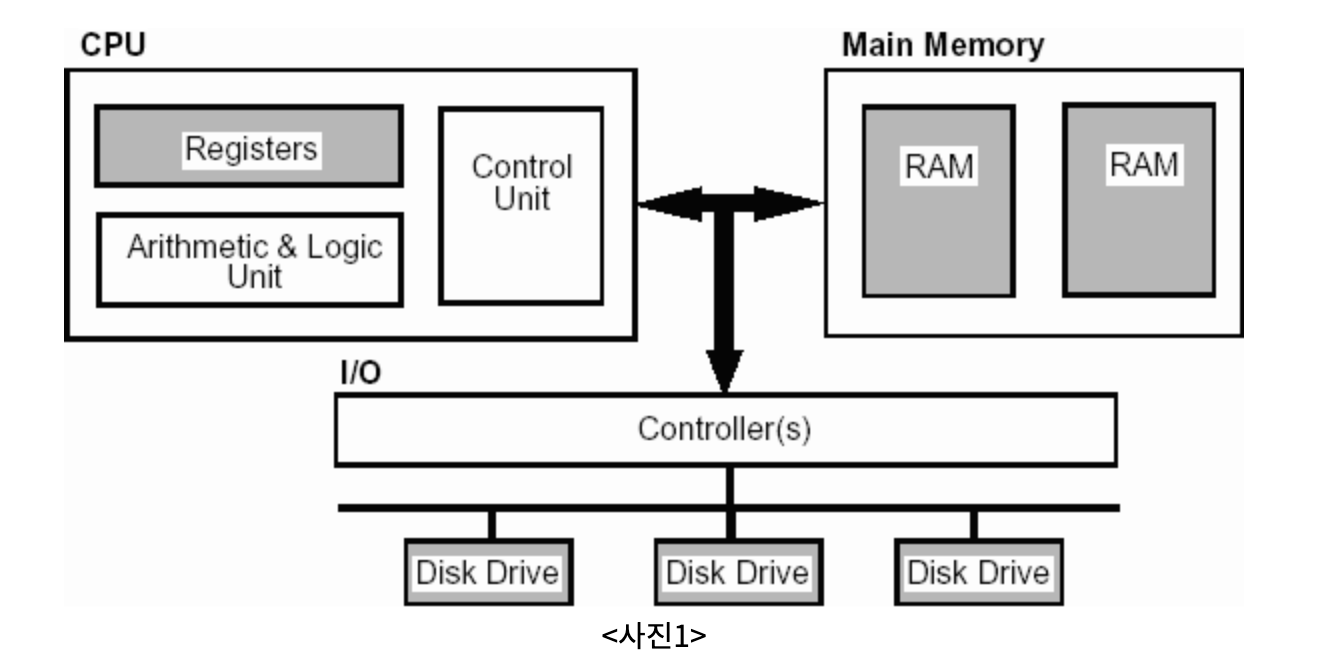 CPU
Main Memory
Registers
Control
Unit
RAM
RAM
Arithmetic & Logic
Unit
I/O
Controller(s)
Disk Drive
Disk Drive
Disk Drive
<사진1>